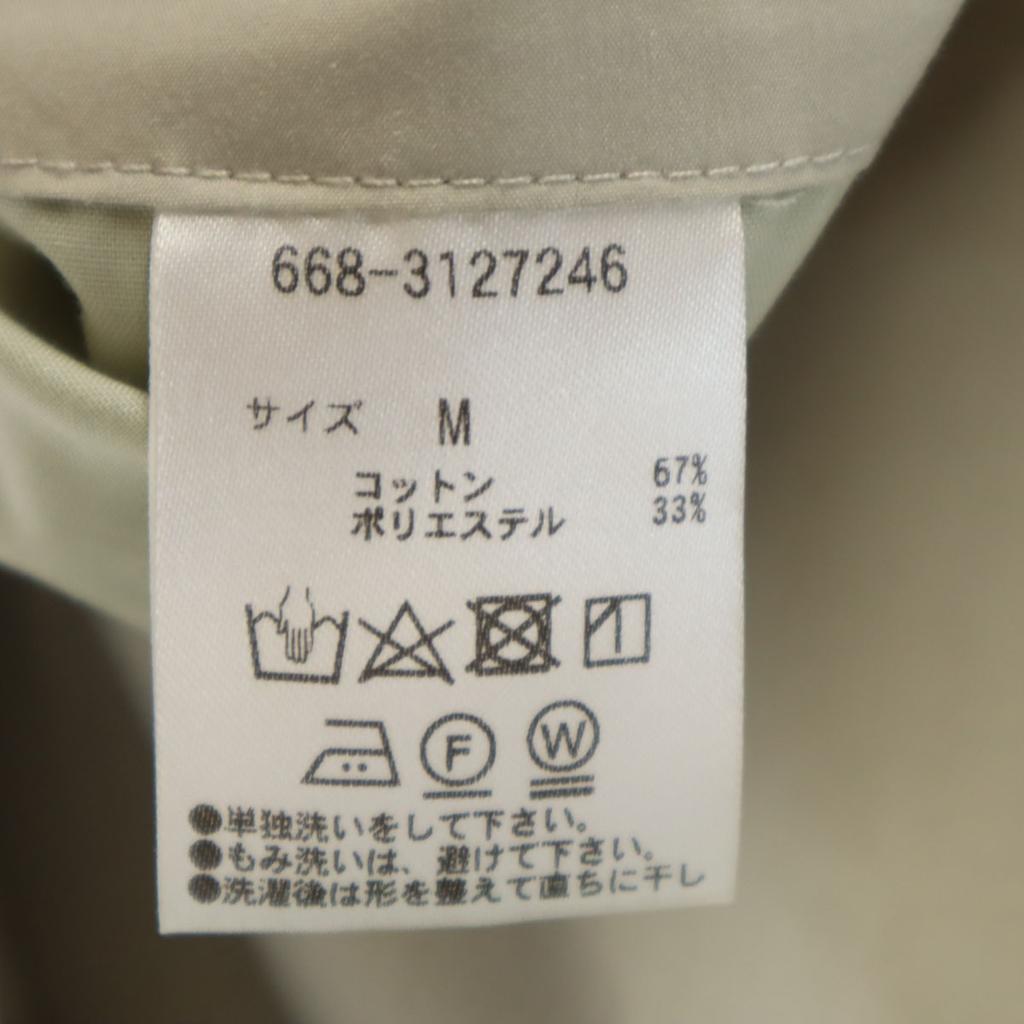 668-3127246
サイズ M
コットン 67%
ポリエステル 33%
F W
●単独洗いをして下さい。
●もみ洗いは、避けて下さい。
●洗濯後は形を整えて直ちに干し